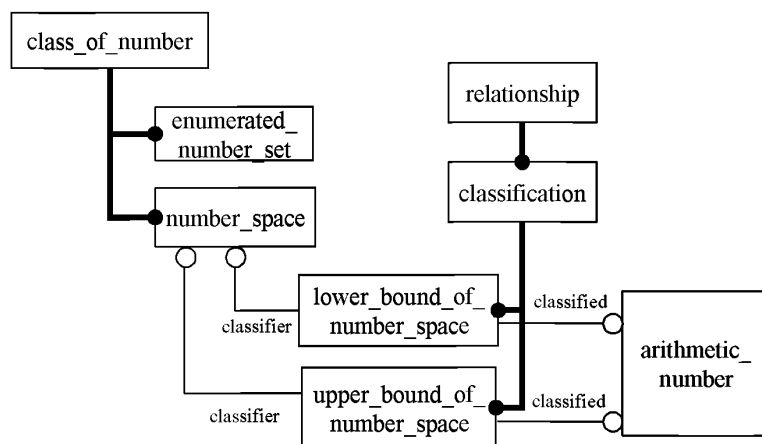 class_of_number
relationship
enumerated_
number_set
classification
number_space
lower_bound_of_
number_space
classified
classifier
arithmetic_
number
upper_bound_of_
number_space
classified
classifier